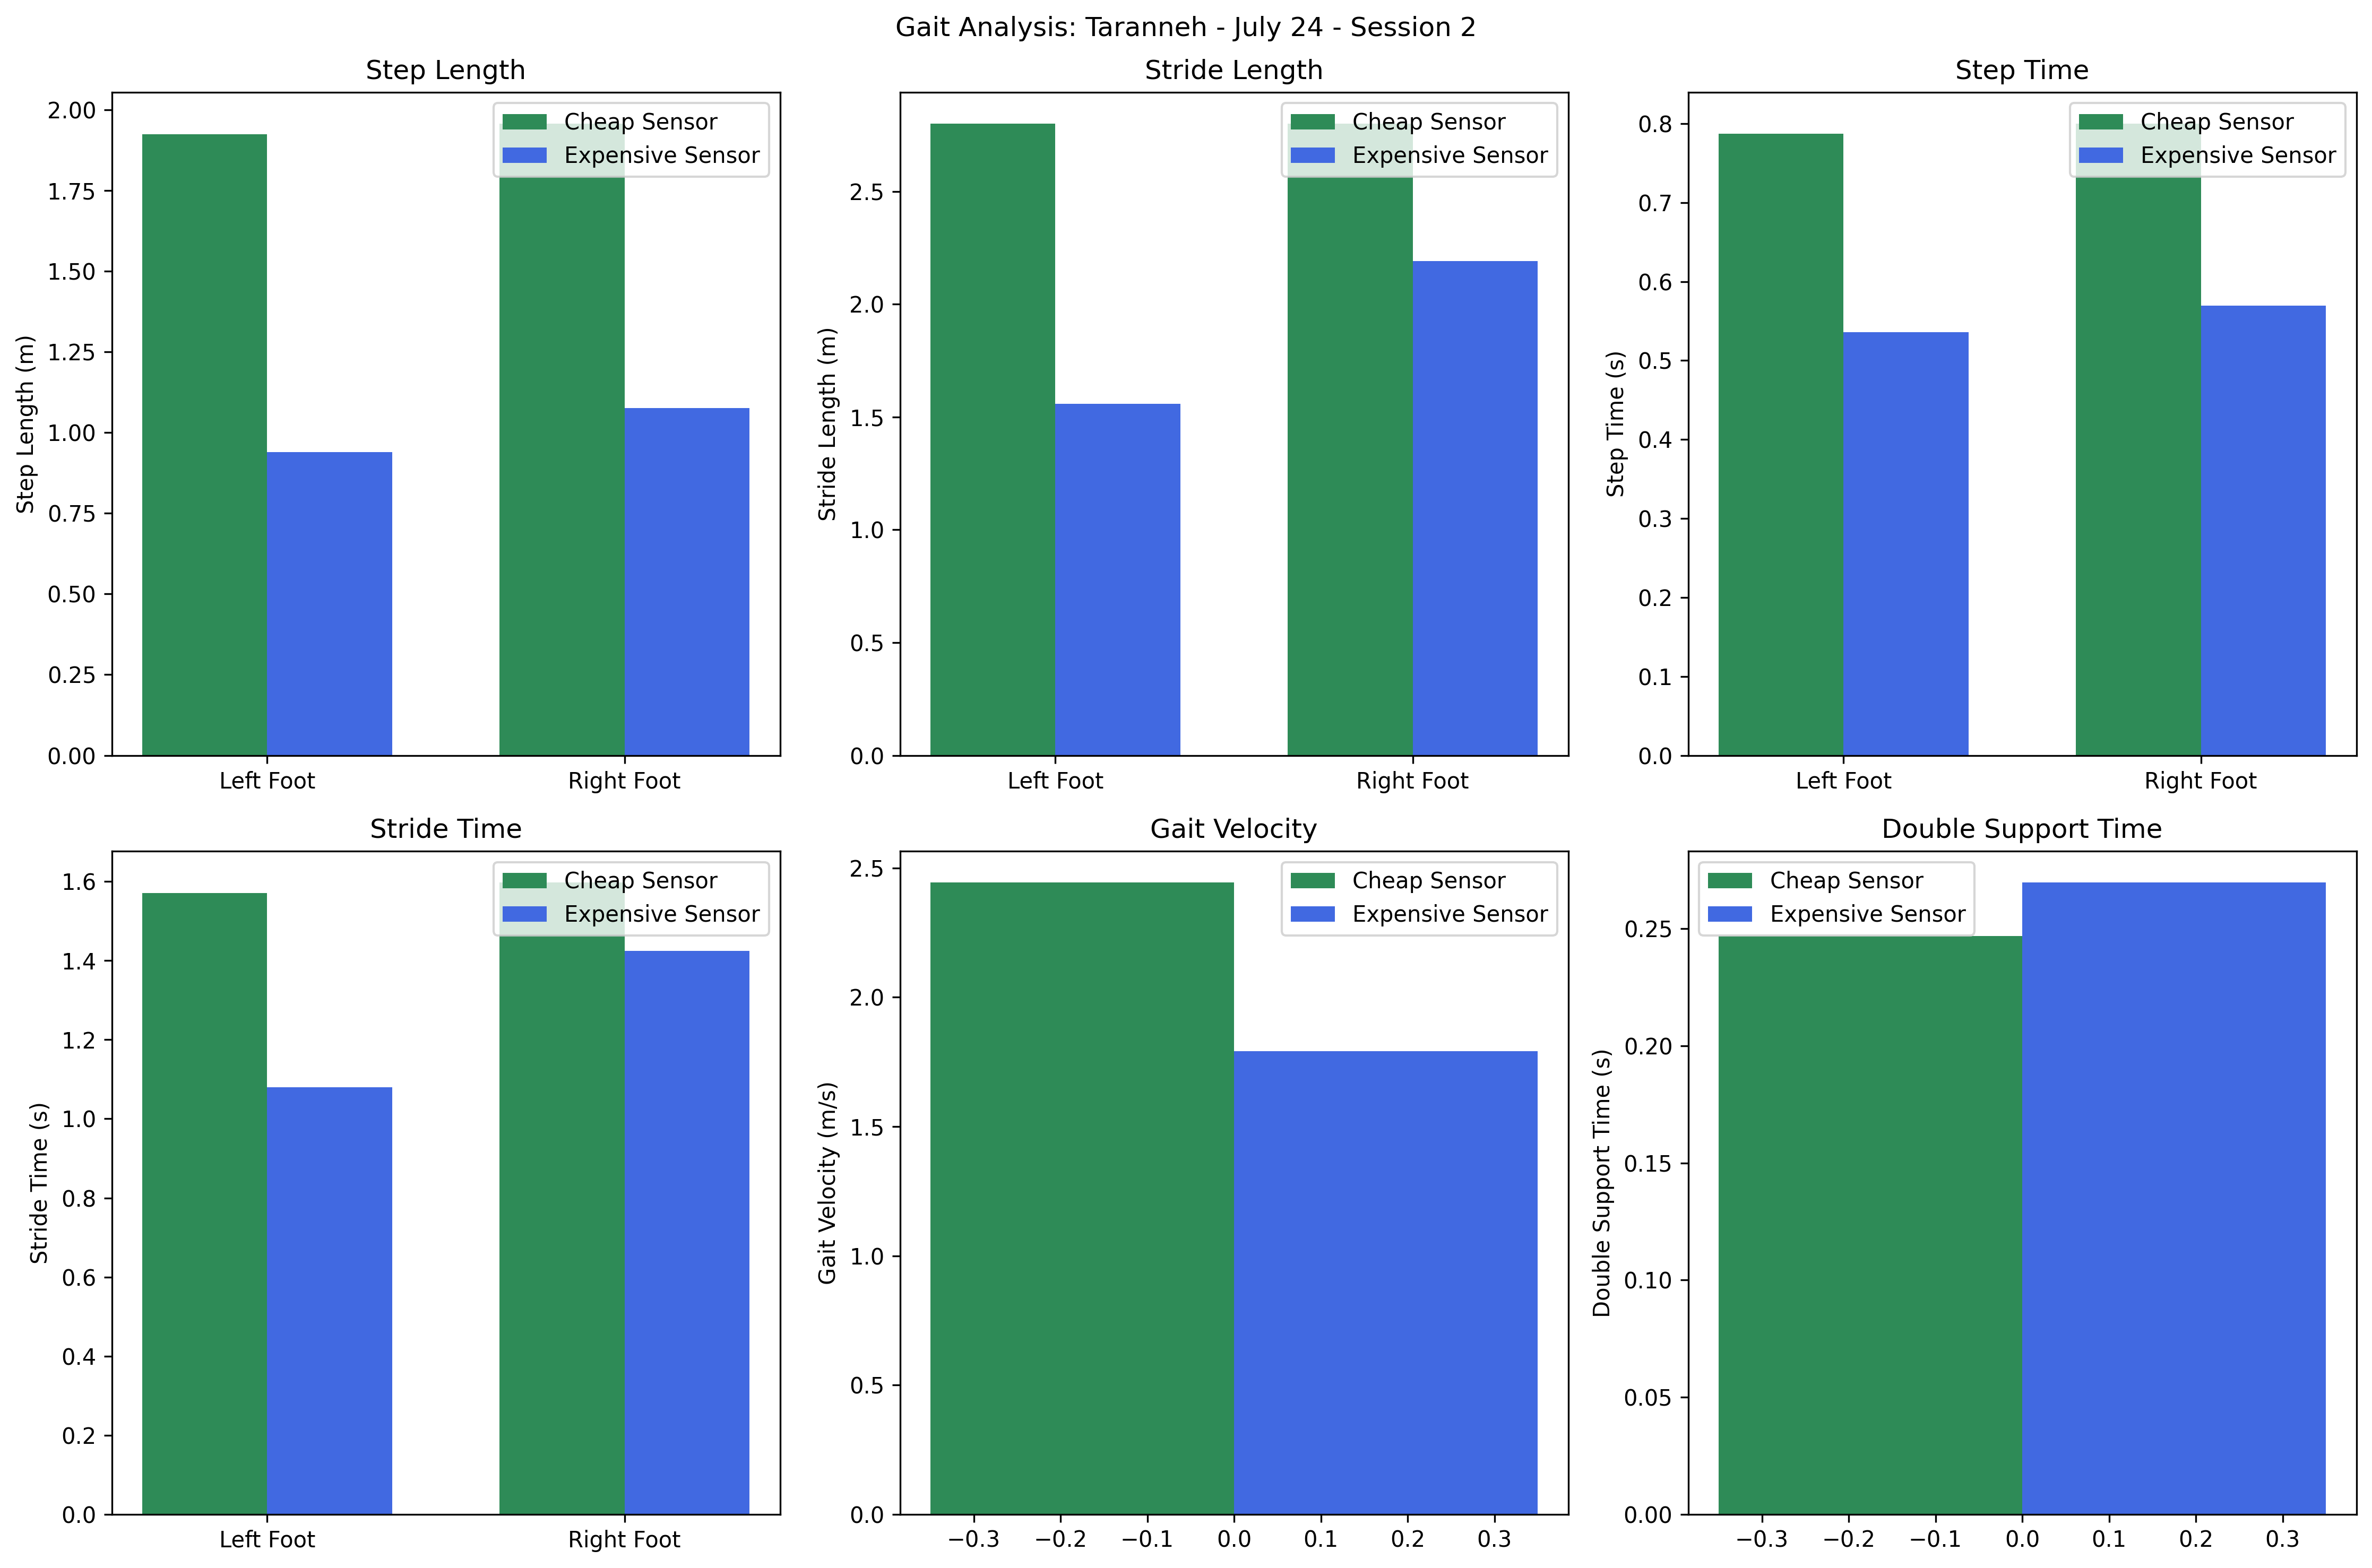 Gait Analysis: Taranneh - July 24 - Session 2
Step Length
Step Length (m)
2.00
1.75
1.50
1.25
1.00
0.75
0.50
0.25
0.00
Cheap Sensor
Expensive Sensor
Left Foot
Right Foot
Stride Length
Stride Length (m)
2.5
2.0
1.5
1.0
0.5
0.0
Cheap Sensor
Expensive Sensor
Left Foot
Right Foot
Step Time
Step Time (s)
0.8
0.7
0.6
0.5
0.4
0.3
0.2
0.1
0.0
Cheap Sensor
Expensive Sensor
Left Foot
Right Foot
Stride Time
Stride Time (s)
1.6
1.4
1.2
1.0
0.8
0.6
0.4
0.2
0.0
Cheap Sensor
Expensive Sensor
Left Foot
Right Foot
Gait Velocity
Gait Velocity (m/s)
2.5
2.0
1.5
1.0
0.5
0.0
Cheap Sensor
Expensive Sensor
−0.3 −0.2 −0.1 0.0 0.1 0.2 0.3
Double Support Time
Double Support Time (s)
0.25
0.20
0.15
0.10
0.05
0.00
Cheap Sensor
Expensive Sensor
−0.3 −0.2 −0.1 0.0 0.1 0.2 0.3